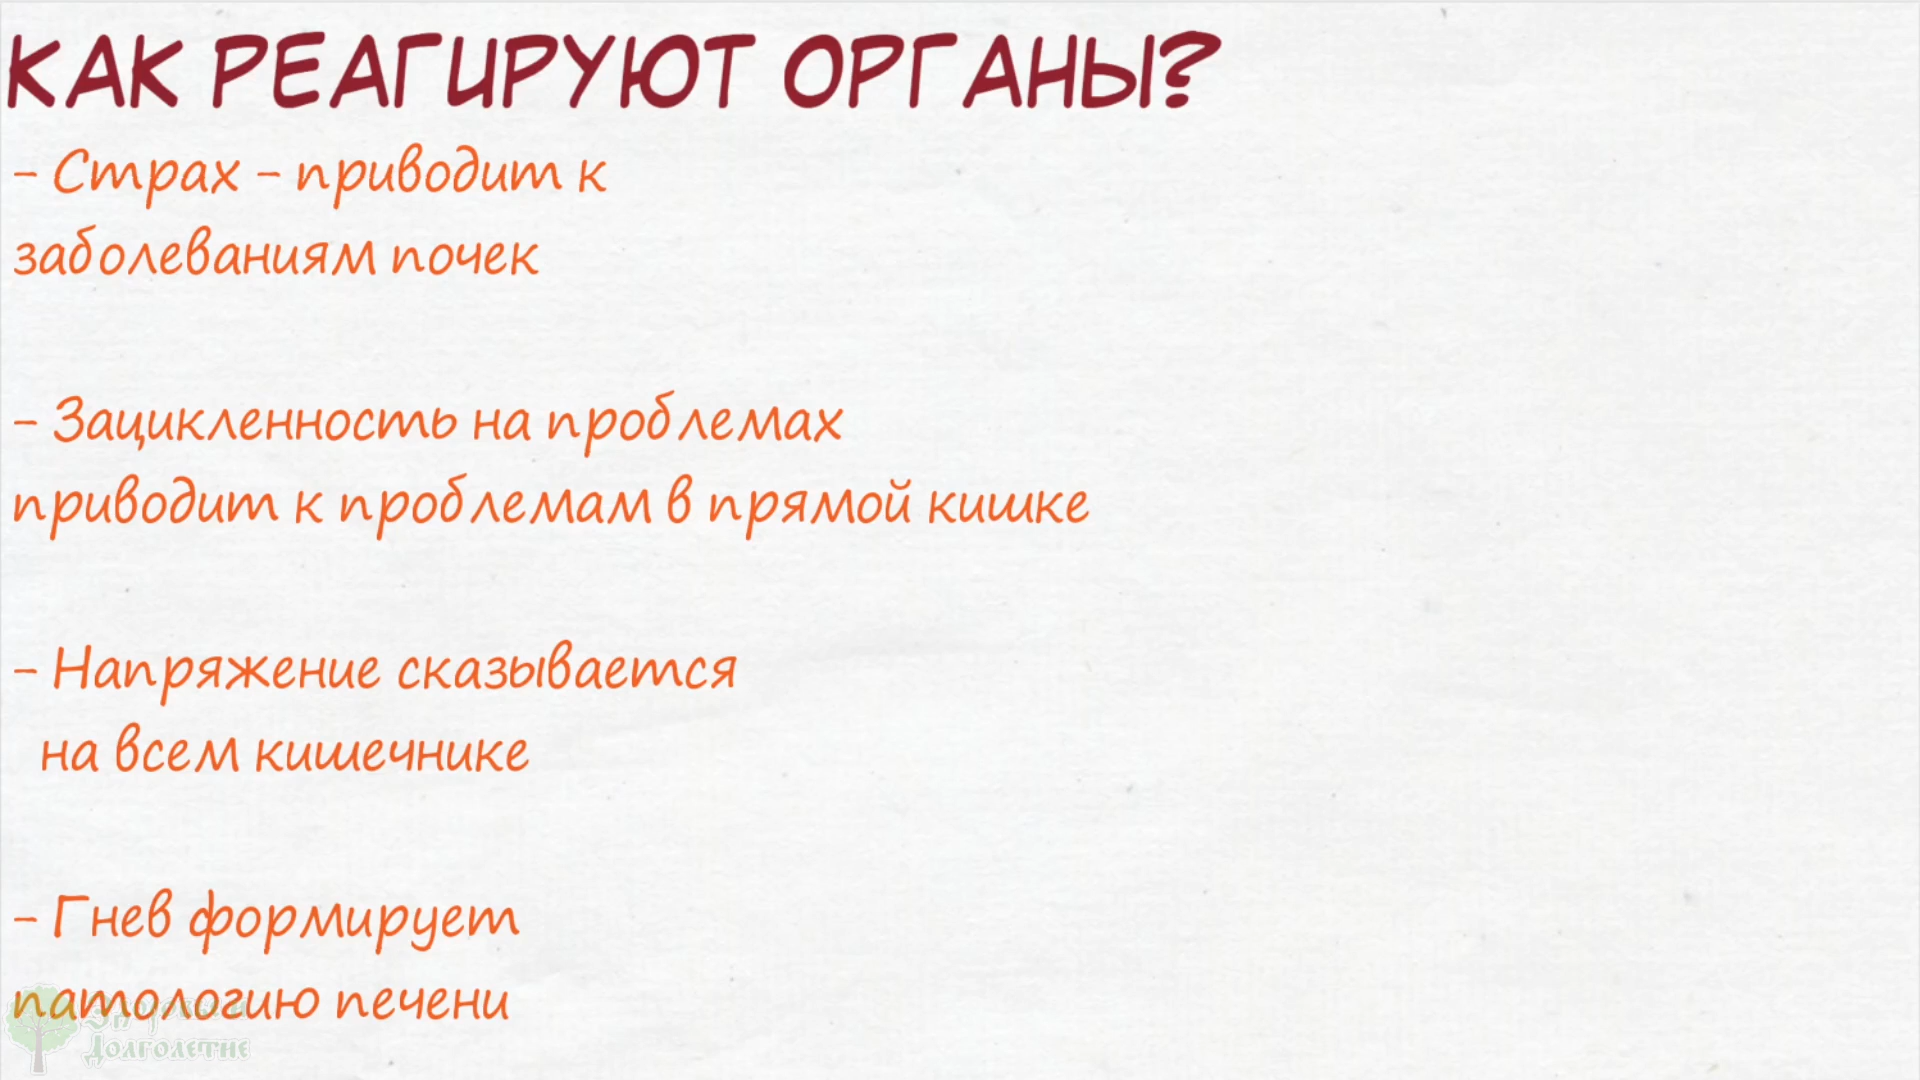 КАК РЕАГИРУЮТ ОРГАНЫ?
- Страх - приводит к
заболеваниям почек
- Зацикленность на проблемах
приводит к проблемам в прямой кишке
- Напряжение сказывается
на всем кишечнике
- Гнев формирует
патологию печени
Долголетие